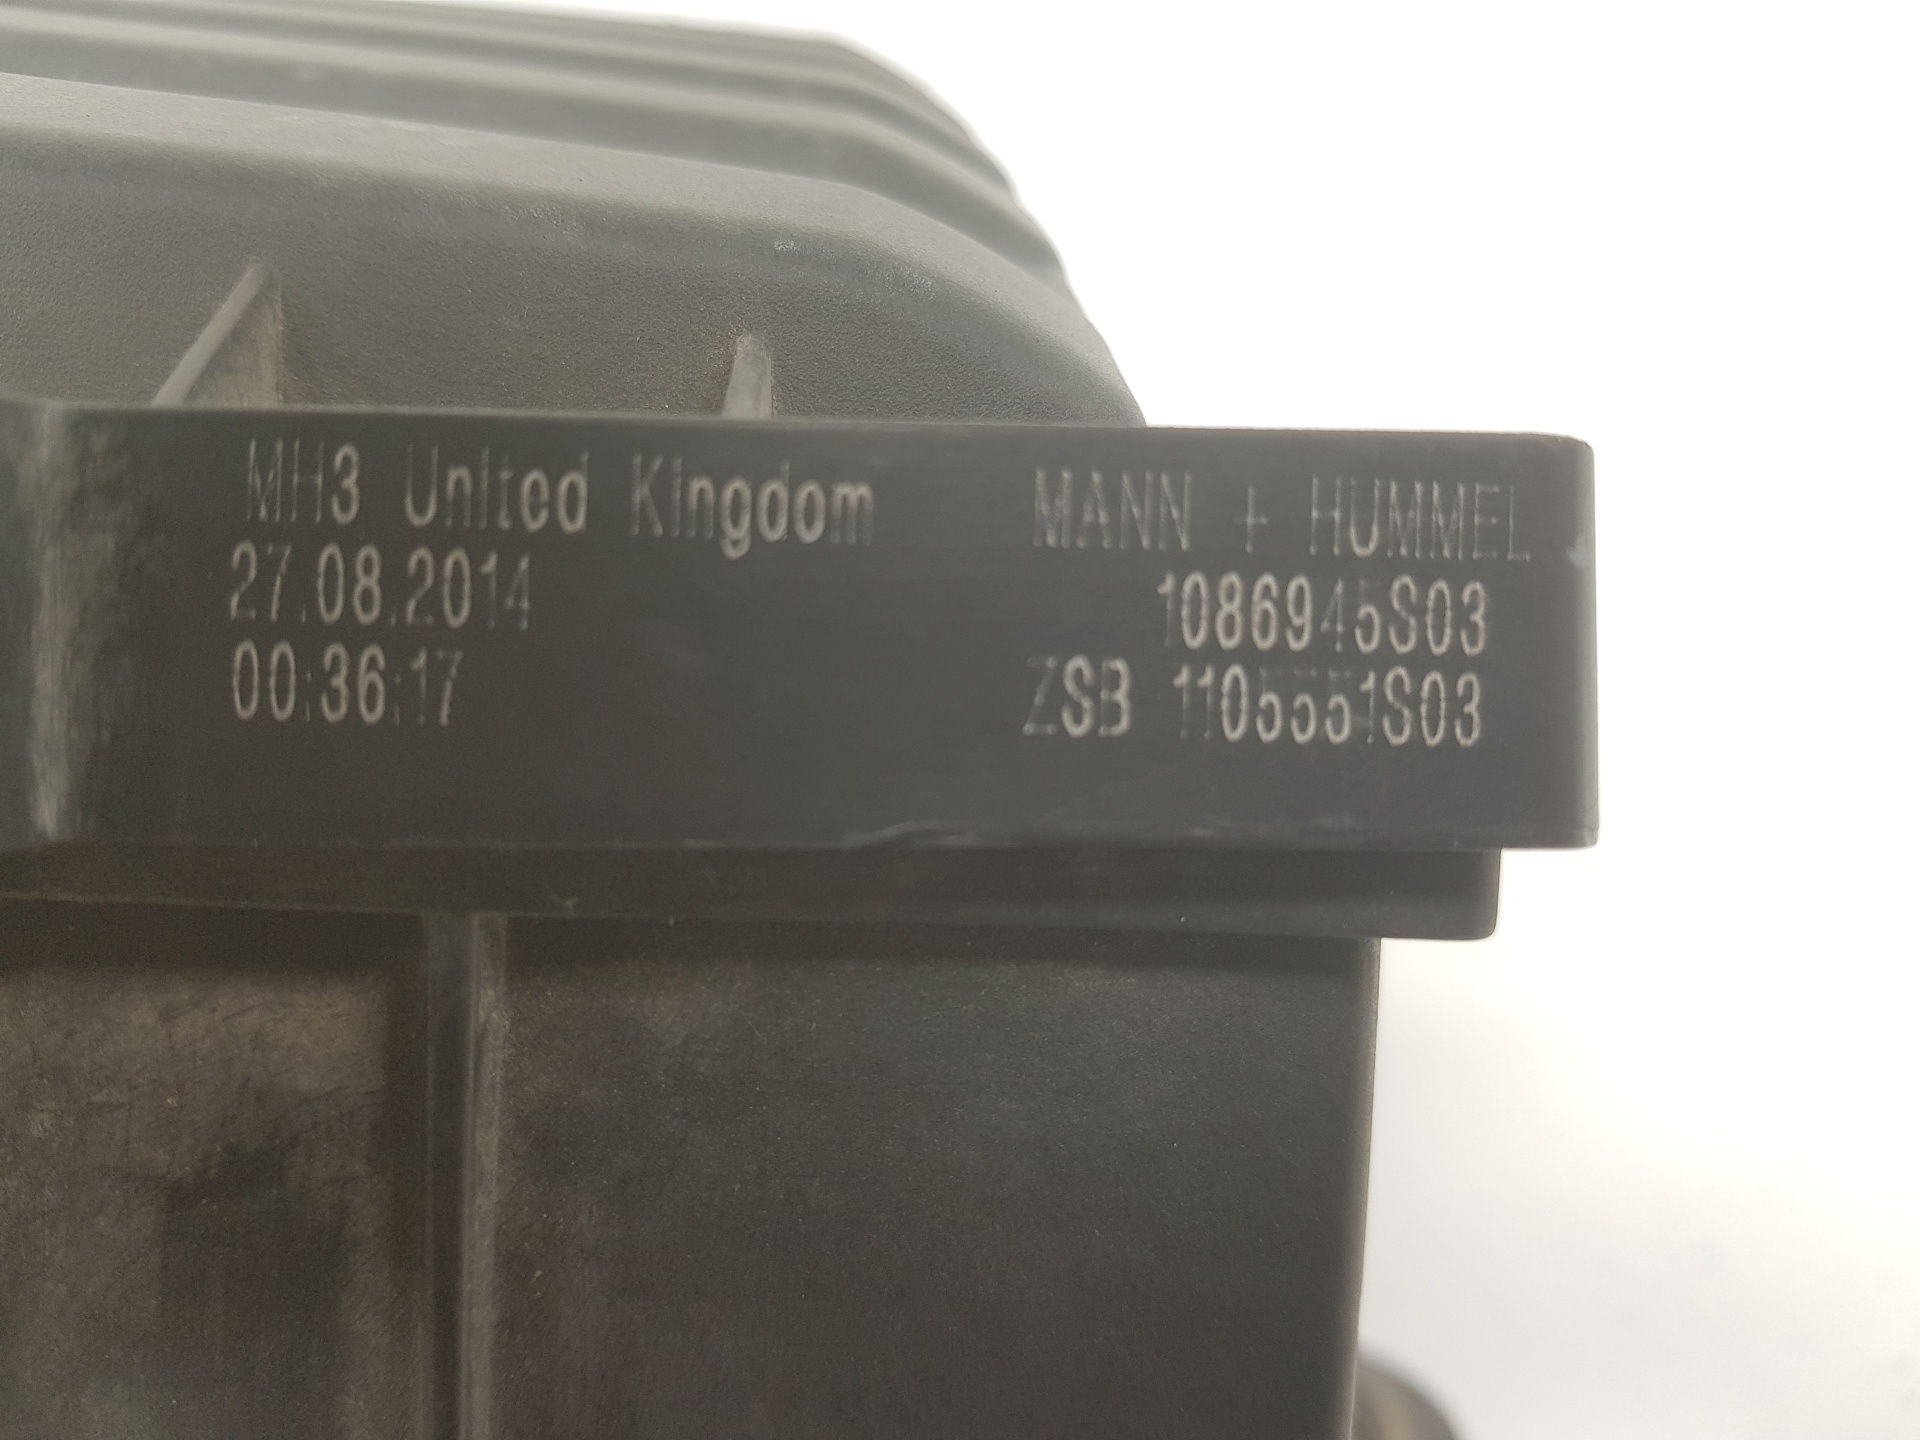 MH3 United Kingdom
27.08.2014
00:36:17
MANN + HUMMEL
1086945S03
ZSB 1105551S03